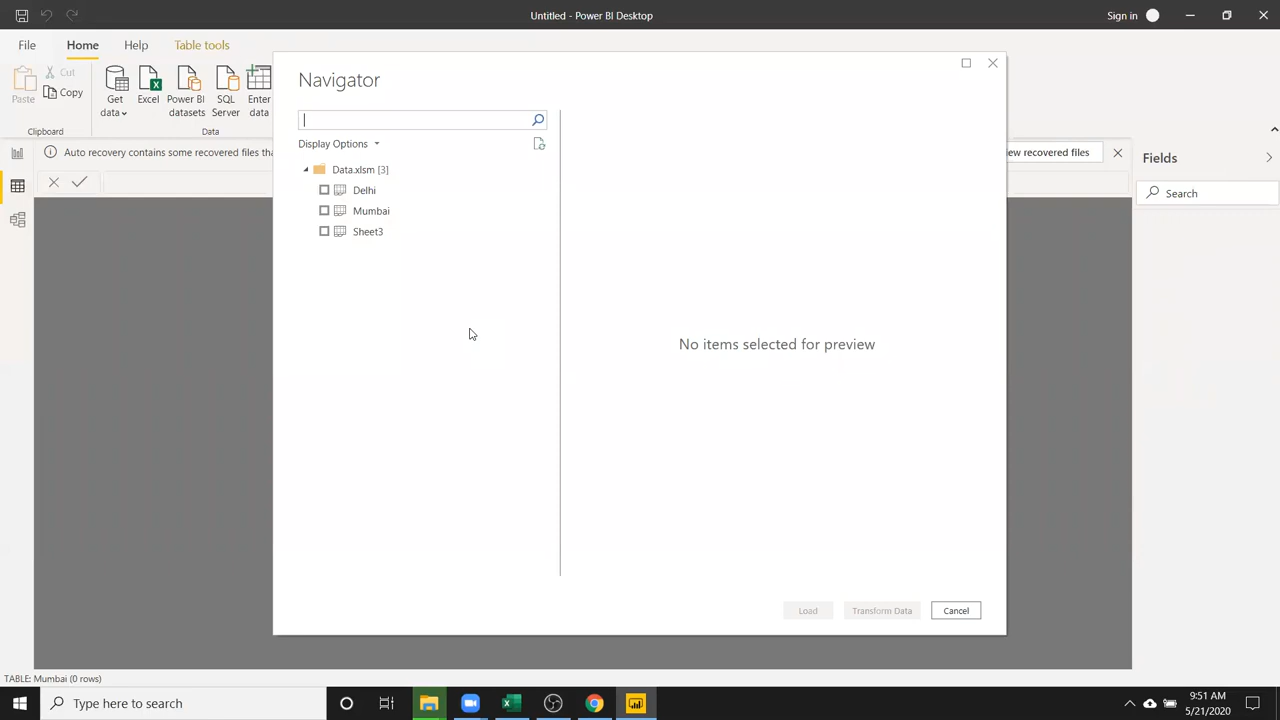 Untitled - Power BI Desktop
Sign in
File
Home
Help
Table tools
Paste
Cut
Copy
Get data
Excel
Power BI datasets
SQL Server
Enter data
Clipboard
Data
Auto recovery contains some recovered files tha
ew recovered files
Navigator
Display Options
Data.xlsm [3]
Delhi
Mumbai
Sheet3
No items selected for preview
Load
Transform Data
Cancel
Fields
Search
TABLE: Mumbai (0 rows)
Type here to search
9:51 AM
5/21/2020